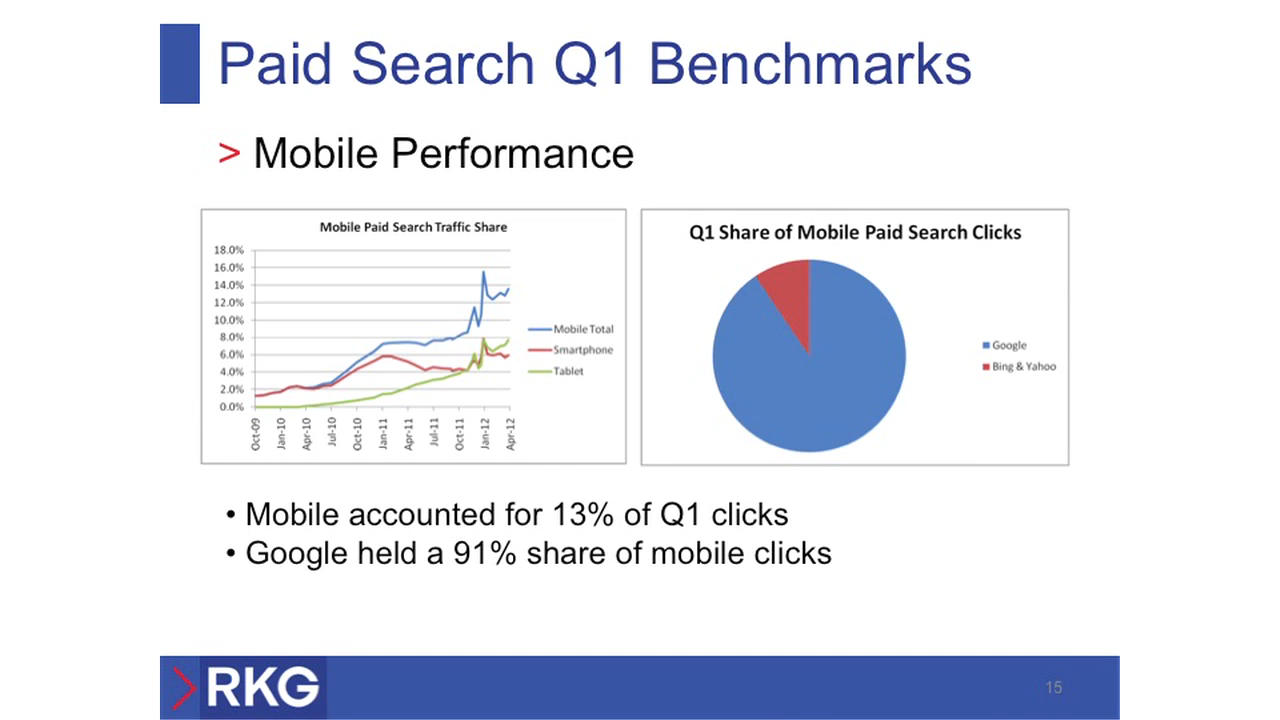 Paid Search Q1 Benchmarks
> Mobile Performance
Mobile Paid Search Traffic Share
18.0%
16.0%
14.0%
12.0%
10.0%
8.0%
6.0%
4.0%
2.0%
0.0%
Oct-09
Jan-10
Apr-10
Jul-10
Oct-10
Jan-11
Apr-11
Jul-11
Oct-11
Jan-12
Apr-12
Mobile Total
Smartphone
Tablet
Q1 Share of Mobile Paid Search Clicks
Google
Bing & Yahoo
• Mobile accounted for 13% of Q1 clicks
• Google held a 91% share of mobile clicks
RKG
15